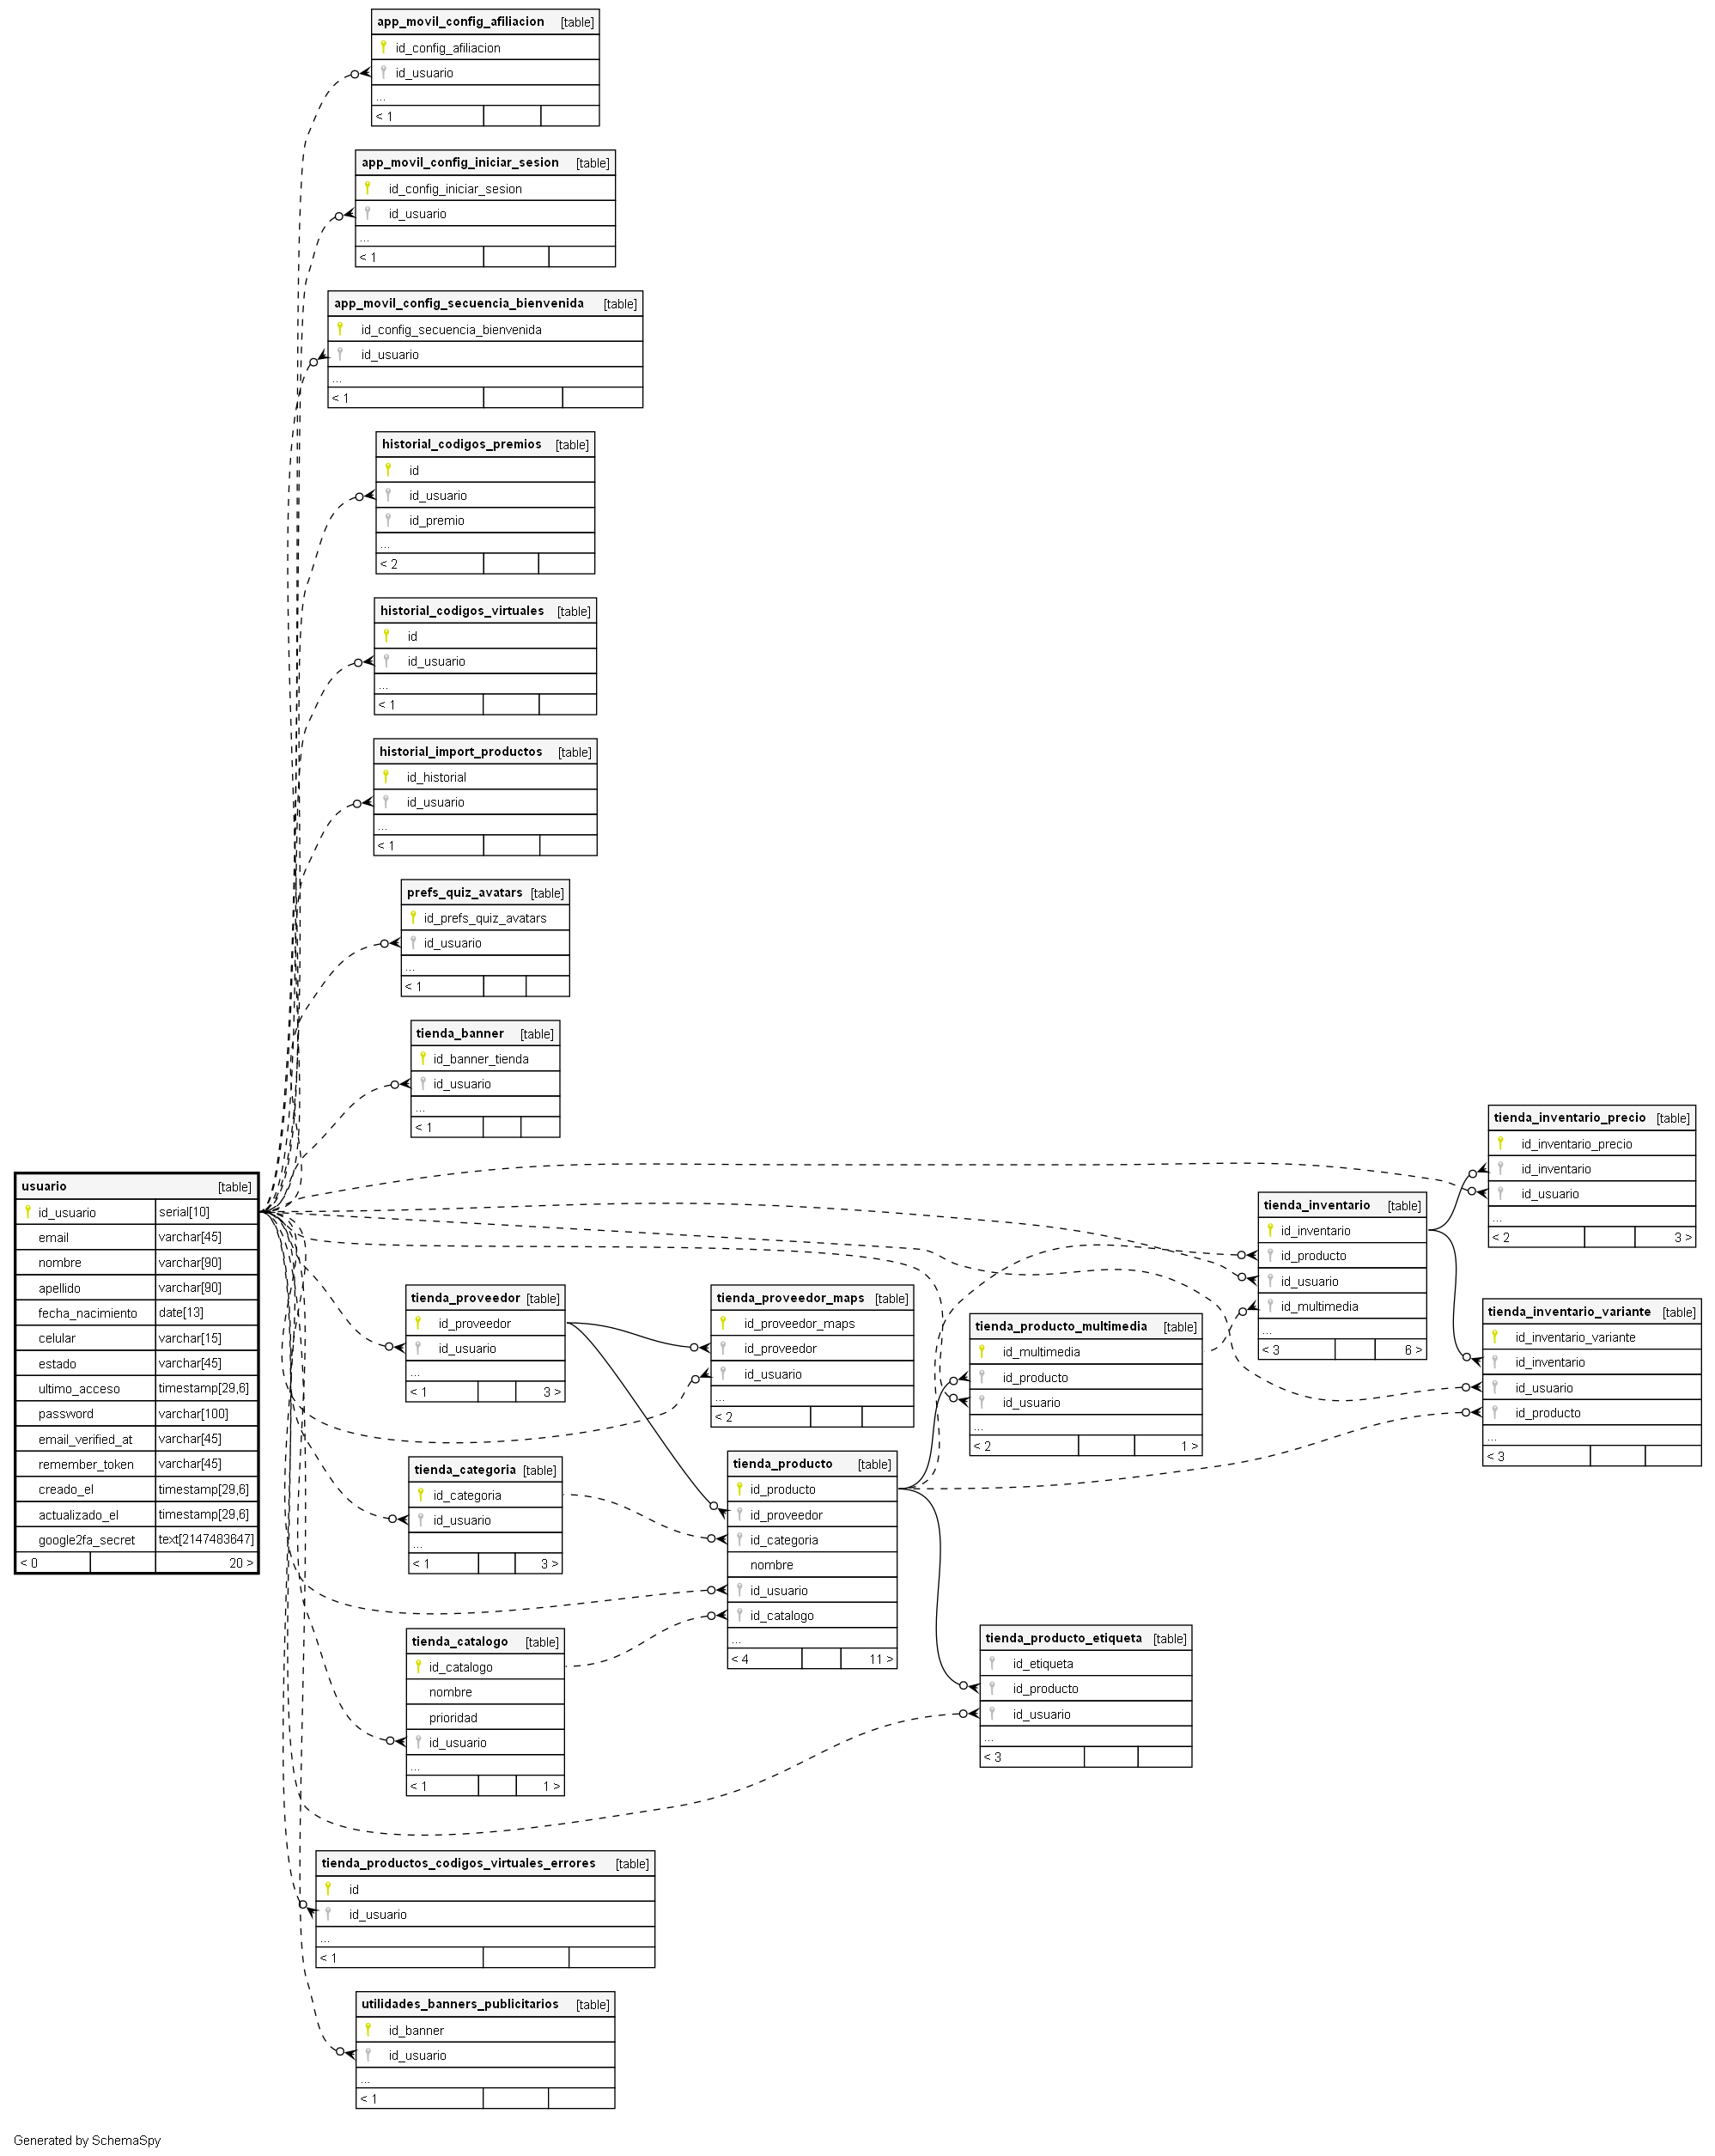 app_movil_config_afiliacion [table]
id_config_afiliacion
id_usuario
...
< 1
app_movil_config_iniciar_sesion [table]
id_config_iniciar_sesion
id_usuario
...
< 1
app_movil_config_secuencia_bienvenida [table]
id_config_secuencia_bienvenida
id_usuario
...
< 1
historial_codigos_premios [table]
id
id_usuario
id_premio
...
< 2
historial_codigos_virtuales [table]
id
id_usuario
...
< 1
historial_import_productos [table]
id_historial
id_usuario
...
< 1
prefs_quiz_avatars [table]
id_prefs_quiz_avatars
id_usuario
...
< 1
tienda_banner [table]
id_banner_tienda
id_usuario
...
< 1
usuario [table]
id_usuario serial[10]
email varchar[45]
nombre varchar[90]
apellido varchar[90]
fecha_nacimiento date[13]
celular varchar[15]
estado varchar[45]
ultimo_acceso timestamp[29,6]
password varchar[100]
email_verified_at varchar[45]
remember_token varchar[45]
creado_el timestamp[29,6]
actualizado_el timestamp[29,6]
google2fa_secret text[2147483647]
< 0 20 >
tienda_proveedor [table]
id_proveedor
id_usuario
...
< 1 3 >
tienda_categoria [table]
id_categoria
id_usuario
...
< 1 3 >
tienda_catalogo [table]
id_catalogo
nombre
prioridad
id_usuario
...
< 1 1 >
tienda_proveedor_maps [table]
id_proveedor_maps
id_proveedor
id_usuario
...
< 2
tienda_producto [table]
id_producto
id_proveedor
id_categoria
nombre
id_usuario
id_catalogo
...
< 4 11 >
tienda_producto_multimedia [table]
id_multimedia
id_producto
id_usuario
...
< 2 1 >
tienda_producto_etiqueta [table]
id_etiqueta
id_producto
id_usuario
...
< 3
tienda_inventario [table]
id_inventario
id_producto
id_usuario
id_multimedia
...
< 3 6 >
tienda_inventario_precio [table]
id_inventario_precio
id_inventario
id_usuario
...
< 2 3 >
tienda_inventario_variante [table]
id_inventario_variante
id_inventario
id_usuario
id_producto
...
< 3
tienda_productos_codigos_virtuales_errores [table]
id
id_usuario
...
< 1
utilidades_banners_publicitarios [table]
id_banner
id_usuario
...
< 1
Generated by SchemaSpy